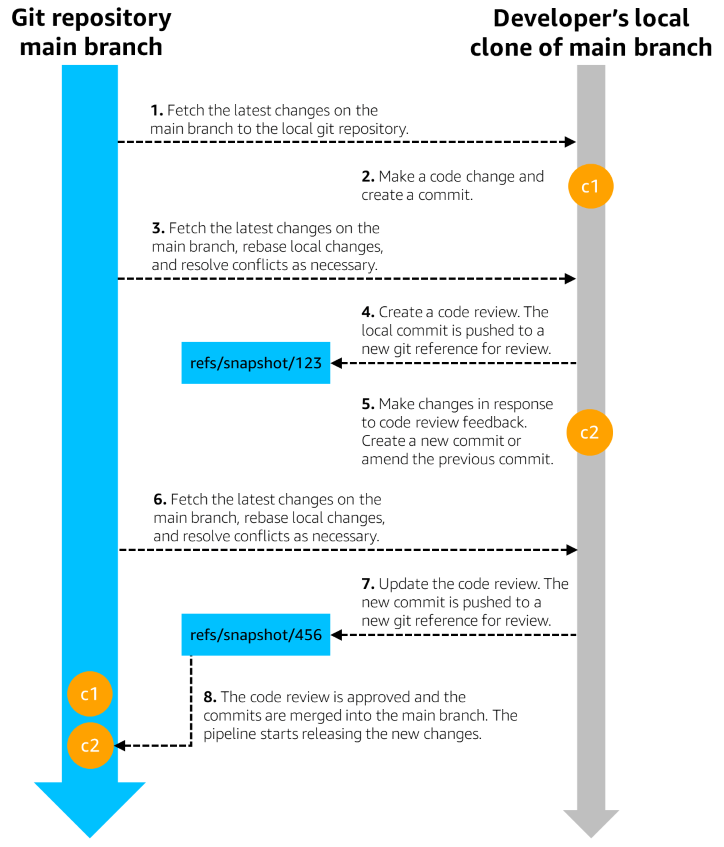 Git repository
main branch
Developer’s local
clone of main branch
1. Fetch the latest changes on the
main branch to the local git repository.
2. Make a code change and
create a commit.
c1
3. Fetch the latest changes on the
main branch, rebase local changes,
and resolve conflicts as necessary.
4. Create a code review. The
local commit is pushed to a
new git reference for review.
refs/snapshot/123
5. Make changes in response
to code review feedback.
Create a new commit or
amend the previous commit.
c2
6. Fetch the latest changes on the
main branch, rebase local changes,
and resolve conflicts as necessary.
7. Update the code review. The
new commit is pushed to a
new git reference for review.
refs/snapshot/456
c1
8. The code review is approved and the
commits are merged into the main branch. The
pipeline starts releasing the new changes.
c2